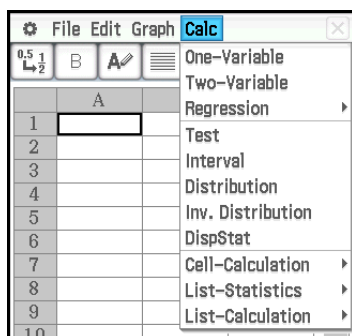 File Edit Graph Calc
0.5 1 2 B A
One-Variable
Two-Variable
Regression
Test
Interval
Distribution
Inv. Distribution
DispStat
Cell-Calculation
List-Statistics
List-Calculation
A
1
2
3
4
5
6
7
8
9
10